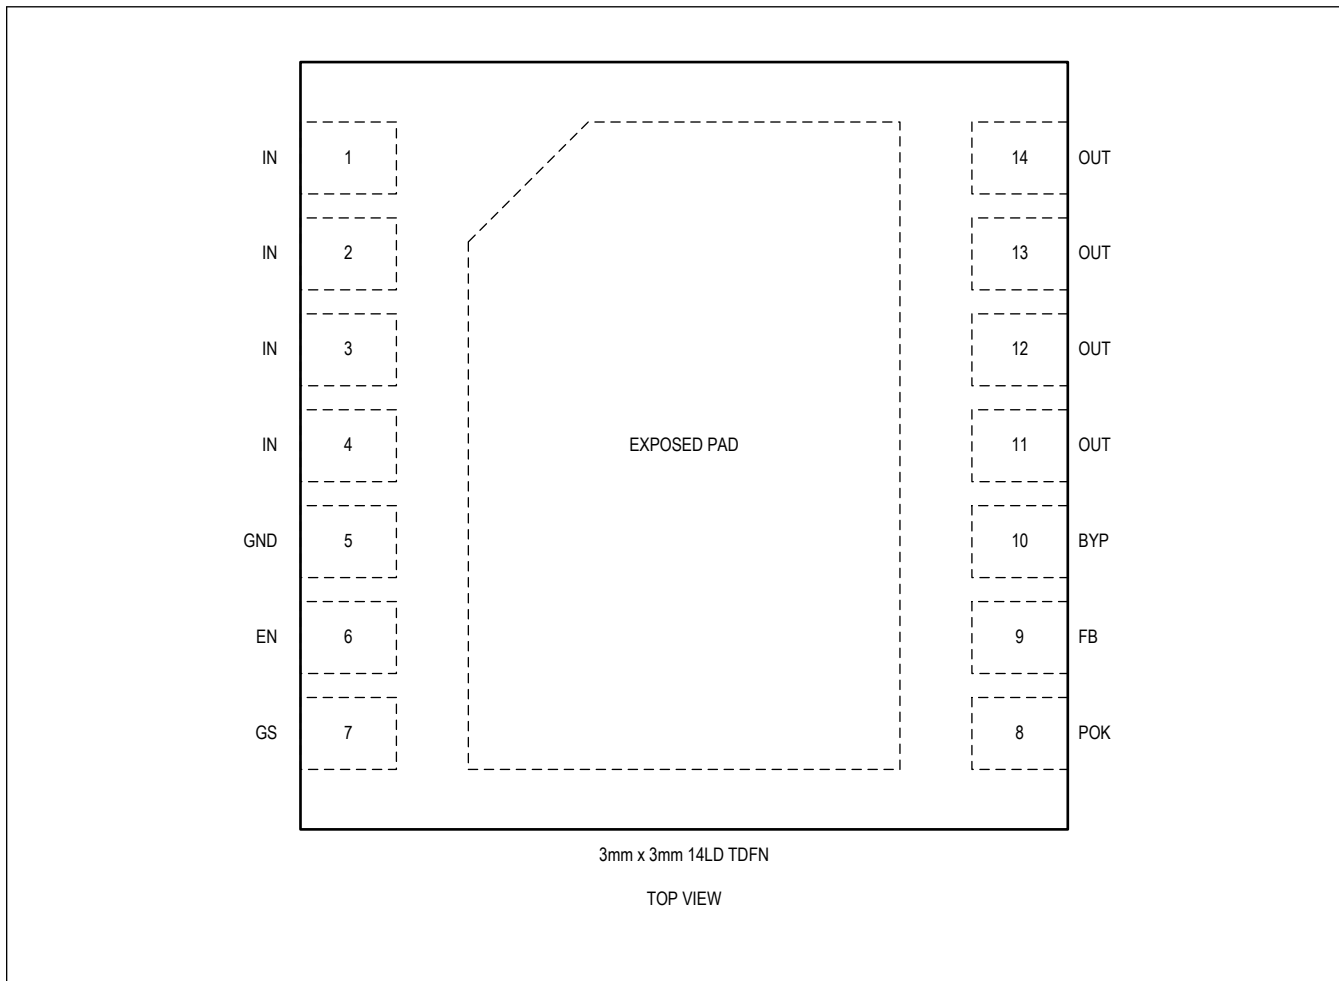 IN 1 14 OUT
IN 2 13 OUT
IN 3 12 OUT
IN 4 EXPOSED PAD 11 OUT
GND 5 10 BYP
EN 6 9 FB
GS 7 8 POK
3mm x 3mm 14LD TDFN
TOP VIEW